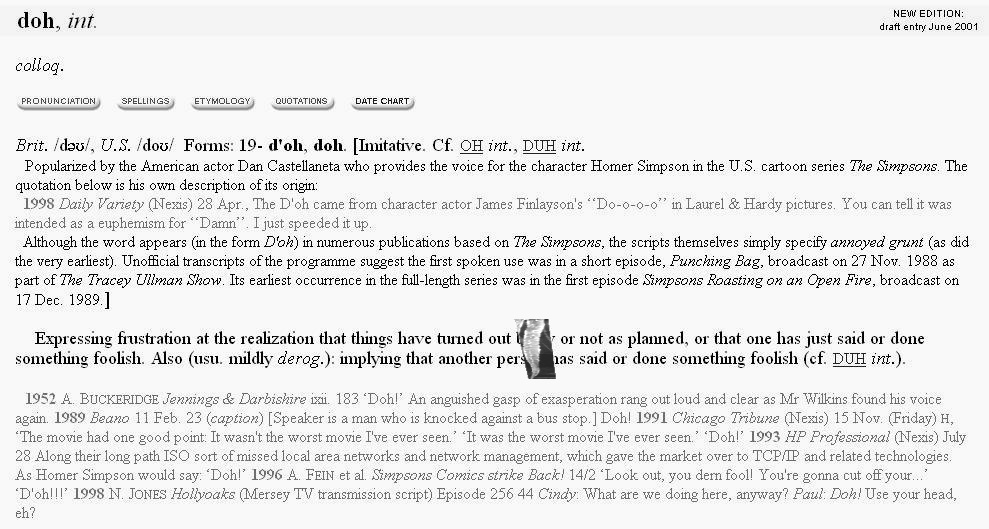 doh, int.
NEW EDITION:
draft entry June 2001
colloq.
PRONUNCIATION SPELLINGS ETYMOLOGY QUOTATIONS DATE CHART
Brit. /dəʊ/, U.S. /doʊ/ Forms: 19- d'oh, doh. [Imitative. Cf. OH int., DUH int.
Popularized by the American actor Dan Castellaneta who provides the voice for the character Homer Simpson in the U.S. cartoon series The Simpsons. The
quotation below is his own description of its origin:
1998 Daily Variety (Nexis) 28 Apr., The D'oh came from character actor James Finlayson's ‘‘Do-o-o-o’’ in Laurel & Hardy pictures. You can tell it was
intended as a euphemism for ‘‘Damn’’. I just speeded it up.
Although the word appears (in the form D'oh) in numerous publications based on The Simpsons, the scripts themselves simply specify annoyed grunt (as did
the very earliest). Unofficial transcripts of the programme suggest the first spoken use was in a short episode, Punching Bag, broadcast on 27 Nov. 1988 as
part of The Tracey Ullman Show. Its earliest occurrence in the full-length series was in the first episode Simpsons Roasting on an Open Fire, broadcast on
17 Dec. 1989.]
Expressing frustration at the realization that things have turned out or not as planned, or that one has just said or done
something foolish. Also (usu. mildly derog.): implying that another has said or done something foolish (cf. DUH int.).
1952 A. BUCKERIDGE Jennings & Darbishire ixii. 183 ‘Doh!’ An anguished gasp of exasperation rang out loud and clear as Mr Wilkins found his voice
again. 1989 Beano 11 Feb. 23 (caption) [Speaker is a man who is knocked against a bus stop.] Doh! 1991 Chicago Tribune (Nexis) 15 Nov. (Friday) H,
‘The movie had one good point: It wasn't the worst movie I've ever seen.’ ‘It was the worst movie I've ever seen.’ ‘Doh!’ 1993 HP Professional (Nexis) July
28 Along their long path ISO sort of missed local area networks and network management, which gave the market over to TCP/IP and related technologies.
As Homer Simpson would say: ‘Doh!’ 1996 A. FEIN et al. Simpsons Comics strike Back! 14/2 ‘Look out, you dern fool! You're gonna cut off your...’
‘D'oh!!!’ 1998 N. JONES Hollyoaks (Mersey TV transmission script) Episode 256 44 Cindy: What are we doing here, anyway? Paul: Doh! Use your head,
eh?